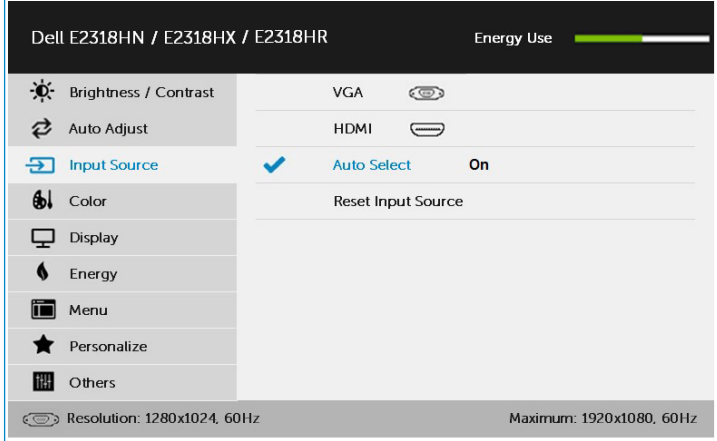 Dell E2318HN / E2318HX / E2318HR Energy Use
Brightness / Contrast VGA
Auto Adjust HDMI
Input Source Auto Select On
Color Reset Input Source
Display
Energy
Menu
Personalize
Others
Resolution: 1280x1024, 60Hz Maximum: 1920x1080, 60Hz